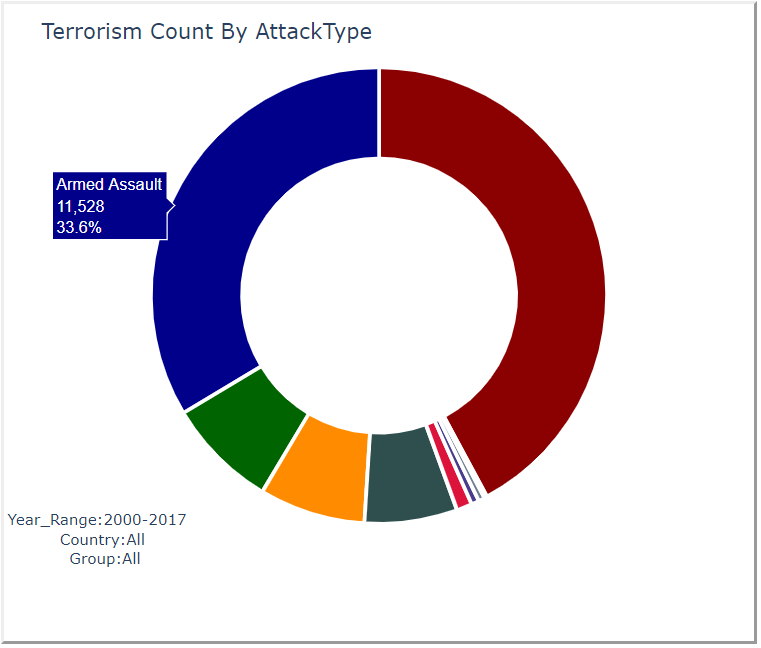 Terrorism Count By AttackType
Armed Assault
11,528
33.6%
Year_Range:2000-2017
Country:All
Group:All